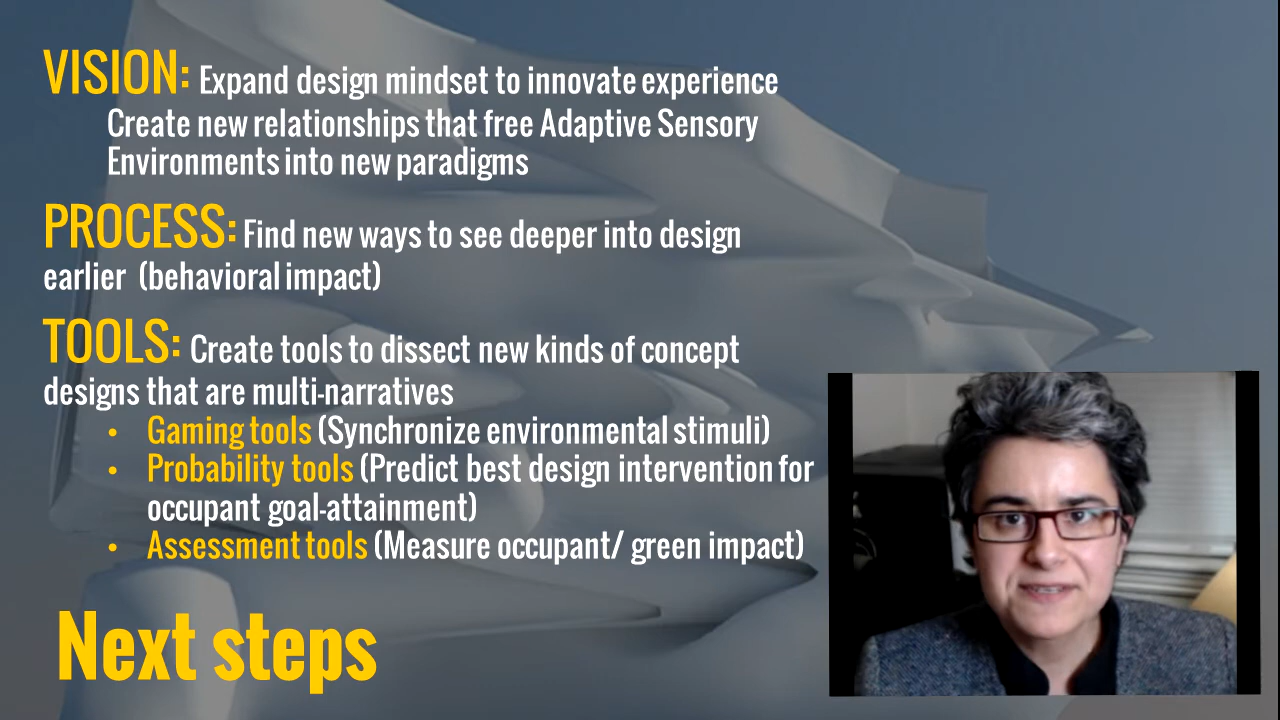 VISION: Expand design mindset to innovate experience
Create new relationships that free Adaptive Sensory
Environments into new paradigms
PROCESS: Find new ways to see deeper into design
earlier (behavioral impact)
TOOLS: Create tools to dissect new kinds of concept
designs that are multi-narratives
• Gaming tools (Synchronize environmental stimuli)
• Probability tools (Predict best design intervention for
occupant goal-attainment)
• Assessment tools (Measure occupant/ green impact)
Next steps